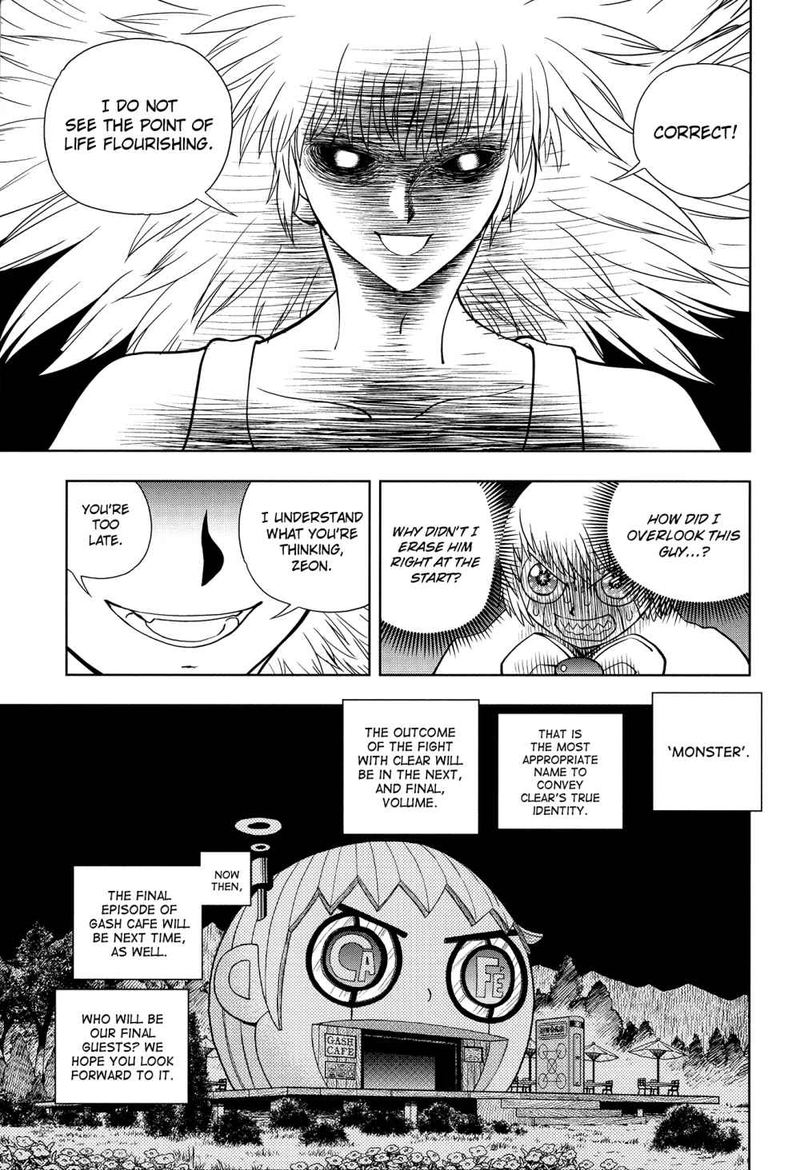 CORRECT!
I DO NOT
SEE THE POINT OF
LIFE FLOURISHING.
HOW DID I
OVERLOOK THIS
GUY...?
WHY DIDN'T I
ERASE HIM
RIGHT AT THE
START?
I UNDERSTAND
WHAT YOU'RE
THINKING,
ZEON.
YOU'RE
TOO
LATE.
'MONSTER'.
THAT IS
THE MOST
APPROPRIATE
NAME TO
CONVEY
CLEAR'S TRUE
IDENTITY.
THE OUTCOME
OF THE FIGHT
WITH CLEAR WILL
BE IN THE NEXT,
AND FINAL,
VOLUME.
NOW
THEN,
THE FINAL
EPISODE OF
GASH CAFE WILL
BE NEXT TIME,
AS WELL.
WHO WILL BE
OUR FINAL
GUESTS? WE
HOPE YOU LOOK
FORWARD TO IT.
CA
FÉ
GASH
CAFE